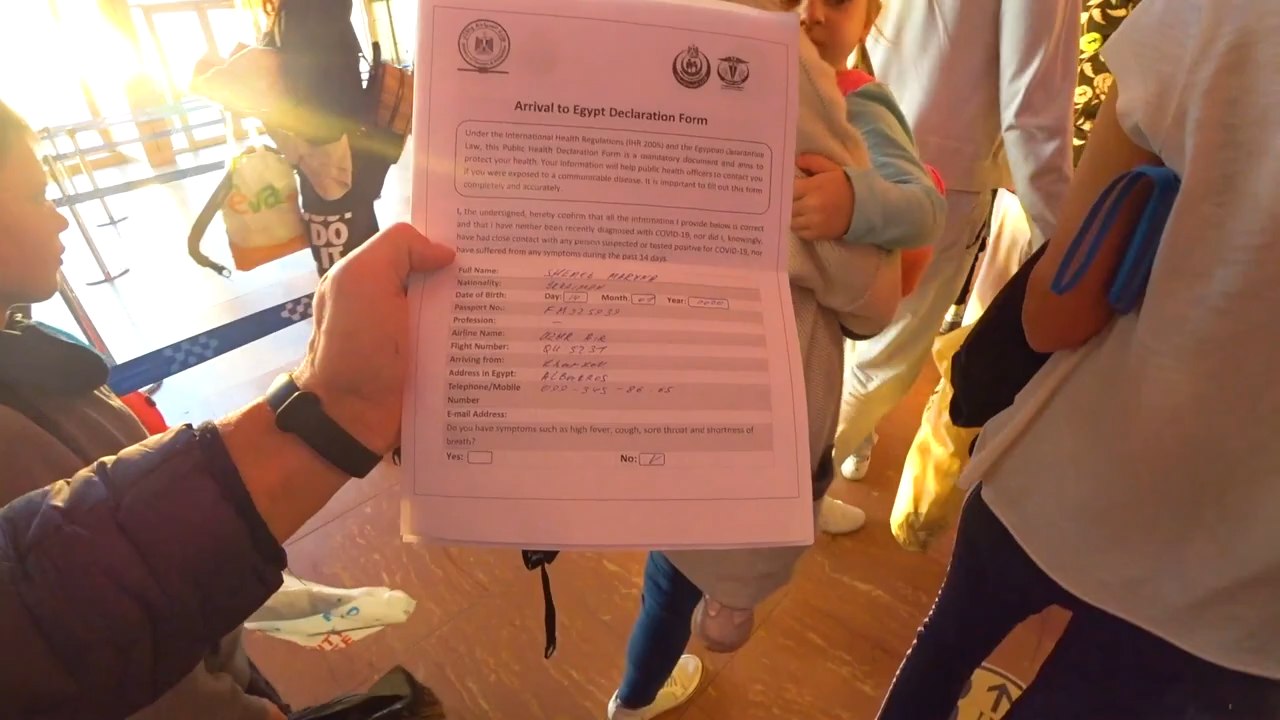 Arrival to Egypt Declaration Form
Under the International Health Regulations (IHR 2005) and the Egyptian Quarantine
Law, this Public Health Declaration Form is a mandatory document and aims to
protect your health. Your information will help public health officers to contact you
if you were exposed to a communicable disease. It is important to fill out this form
completely and accurately
I, the undersigned, hereby confirm that all the information I provide below is correct
and that I have neither been recently diagnosed with COVID-19, nor did I, knowingly,
have had close contact with any person suspected or tested positive for COVID-19, nor
have suffered from any symptoms during the past 14 days.
Full Name:
Nationality:
Date of Birth: Day: Month: Year:
Passport No.:
Profession: —
Airline Name: AIR
Flight Number:
Arriving from:
Address in Egypt: ALBATROS
Telephone/Mobile
Number
E-mail Address:
Do you have symptoms such as high fever, cough, sore throat and shortness of
breath?
Yes: No: V
eva
JUST
DO
IT